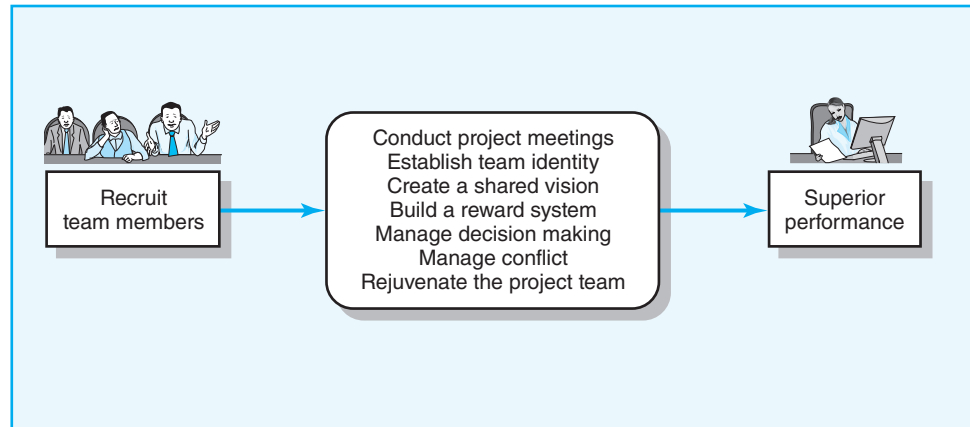 Recruit
team members
Conduct project meetings
Establish team identity
Create a shared vision
Build a reward system
Manage decision making
Manage conflict
Rejuvenate the project team
Superior
performance